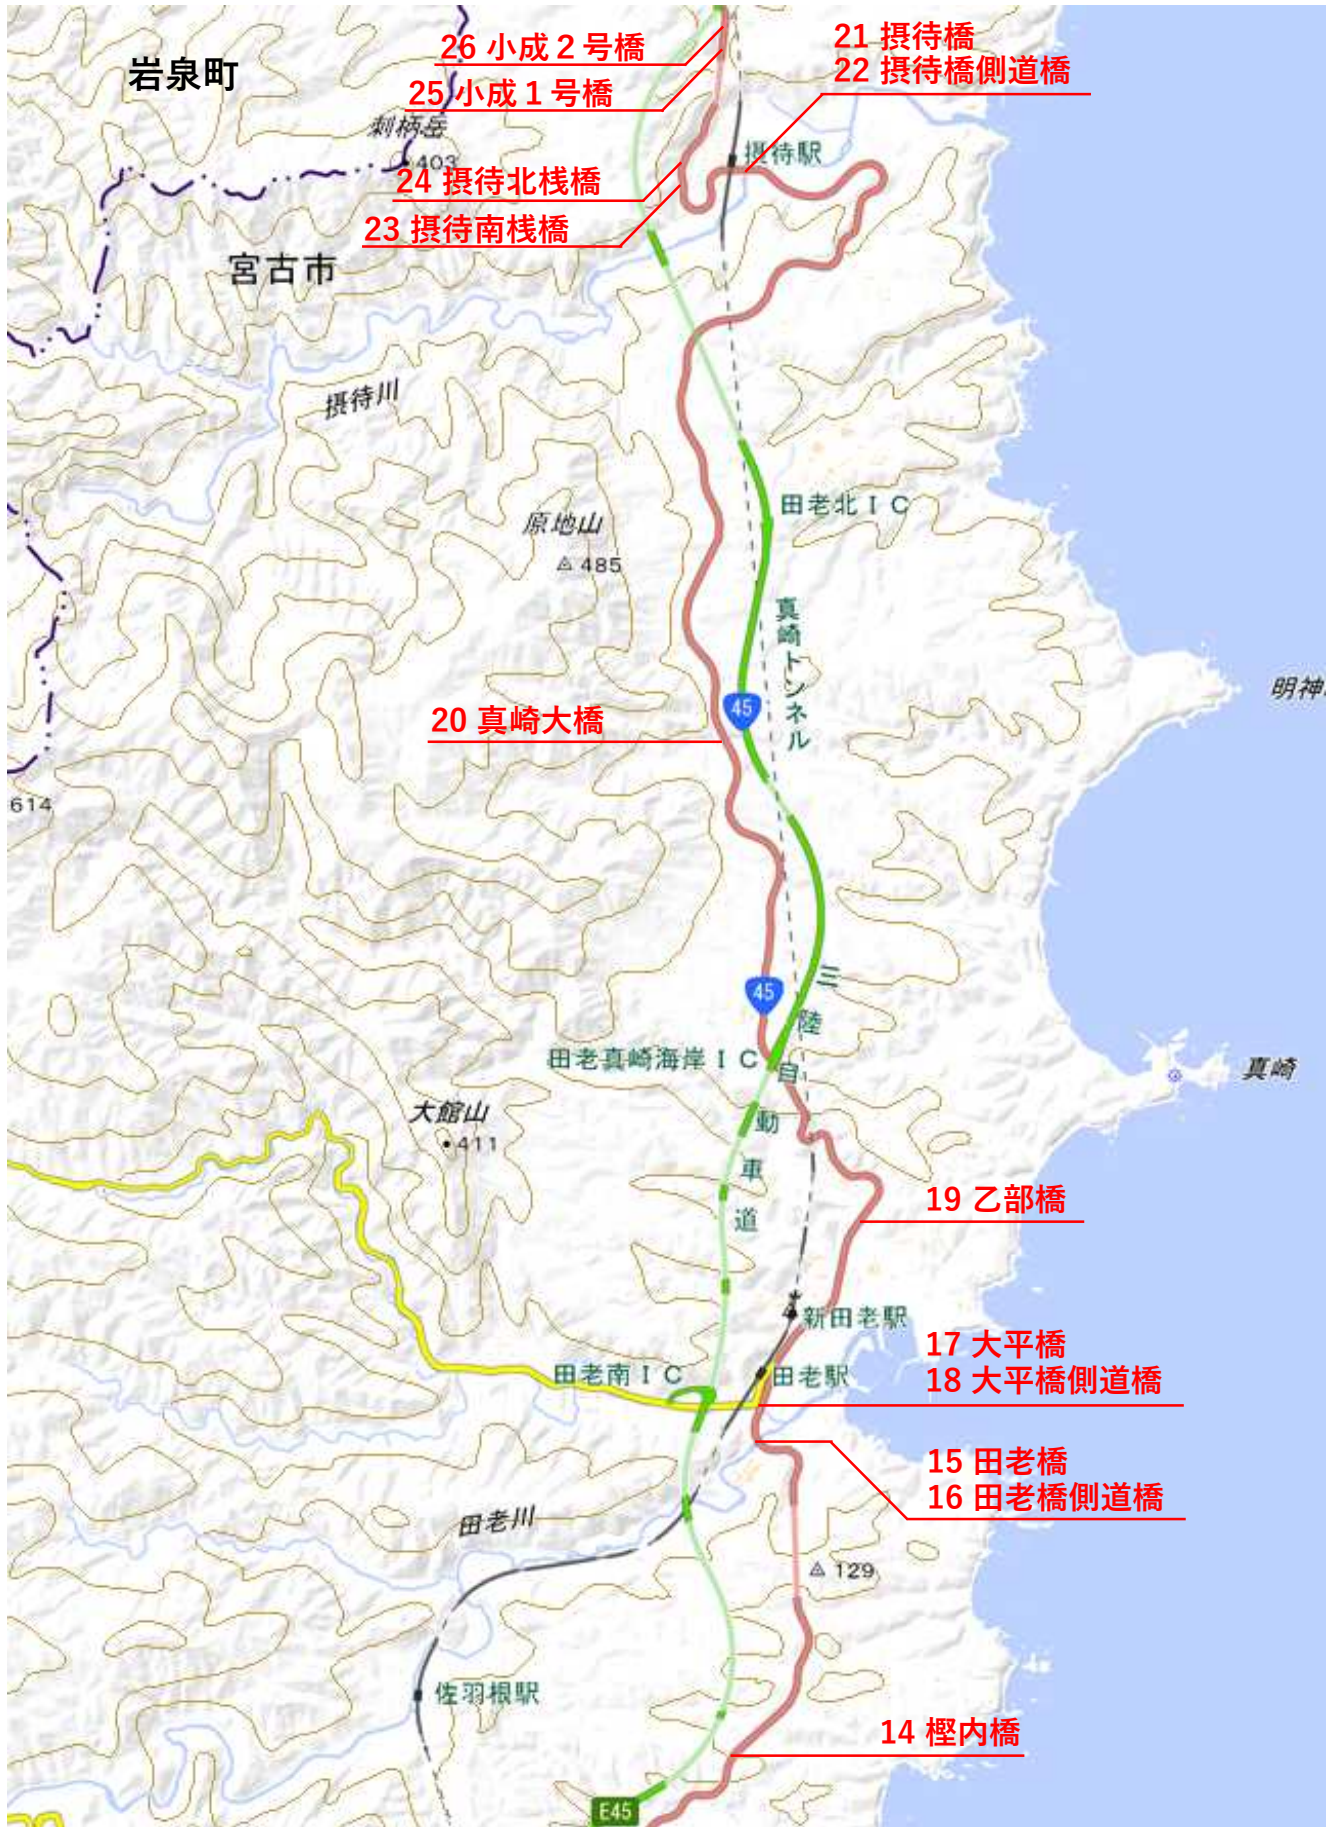 26 小成２号橋
21 摂待橋
22 摂待橋側道橋
岩泉町
25 小成１号橋
刺柄岳
403
摂待駅
24 摂待北桟橋
23 摂待南桟橋
宮古市
摂待川
田老北ＩＣ
原地山
485
真崎トンネル
明神
45
20 真崎大橋
614
三陸自動車道
45
田老真崎海岸ＩＣ
真崎
大館山
411
19 乙部橋
新田老駅
17 大平橋
田老南ＩＣ
田老駅
18 大平橋側道橋
15 田老橋
16 田老橋側道橋
田老川
129
佐羽根駅
14 樫内橋
E45